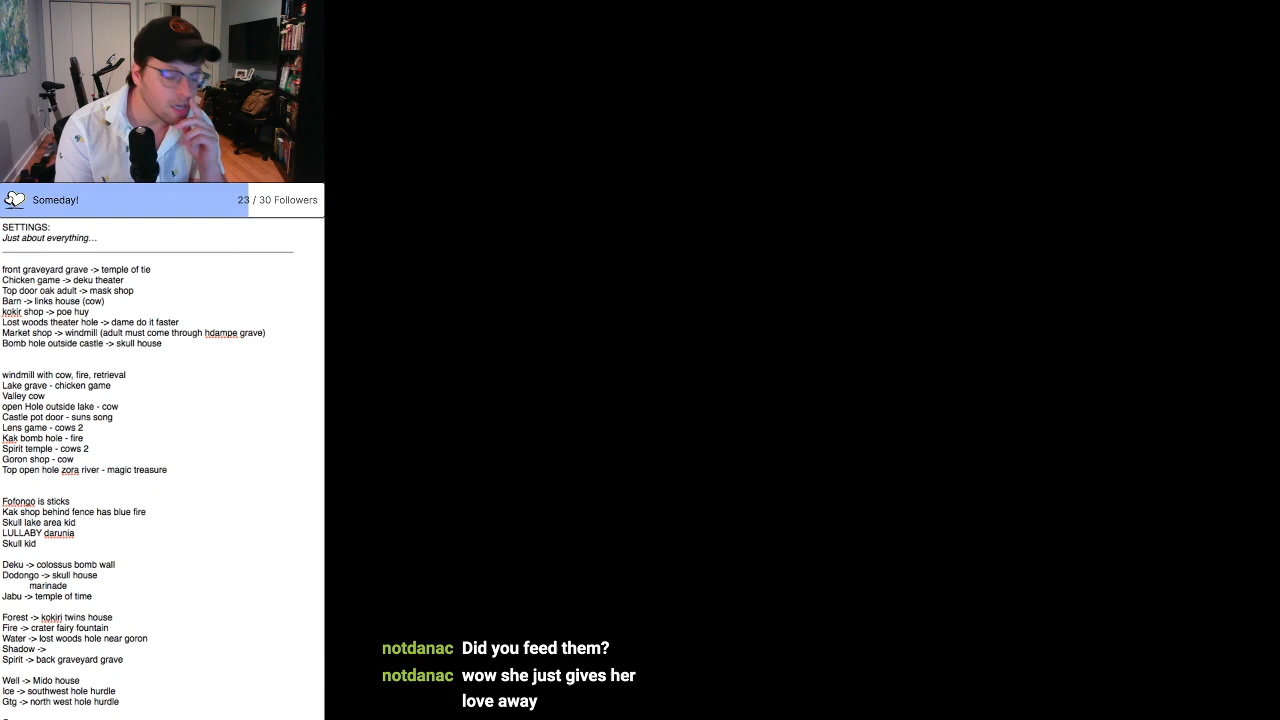 Someday!
23 / 30 Followers
SETTINGS:
Just about everything...
front graveyard grave -> temple of tie
Chicken game -> deku theater
Top door oak adult -> mask shop
Barn -> links house (cow)
kokir shop -> poe huy
Lost woods theater hole -> dame do it faster
Market shop -> windmill (adult must come through hdampe grave)
Bomb hole outside castle -> skull house
windmill with cow, fire, retrieval
Lake grave - chicken game
Valley cow
open Hole outside lake - cow
Castle pot door - suns song
Lens game - cows 2
Kak bomb hole - fire
Spirit temple - cows 2
Goron shop - cow
Top open hole zora river - magic treasure
Fofongo is sticks
Kak shop behind fence has blue fire
Skull lake area kid
LULLABY darunia
Skull kid
Deku -> colossus bomb wall
Dodongo -> skull house
marinade
Jabu -> temple of time
Forest -> kokiri twins house
Fire -> crater fairy fountain
Water -> lost woods hole near goron
Shadow ->
Spirit -> back graveyard grave
Well -> Mido house
Ice -> southwest hole hurdle
Gtg -> north west hole hurdle
notdanac Did you feed them?
notdanac wow she just gives her
love away